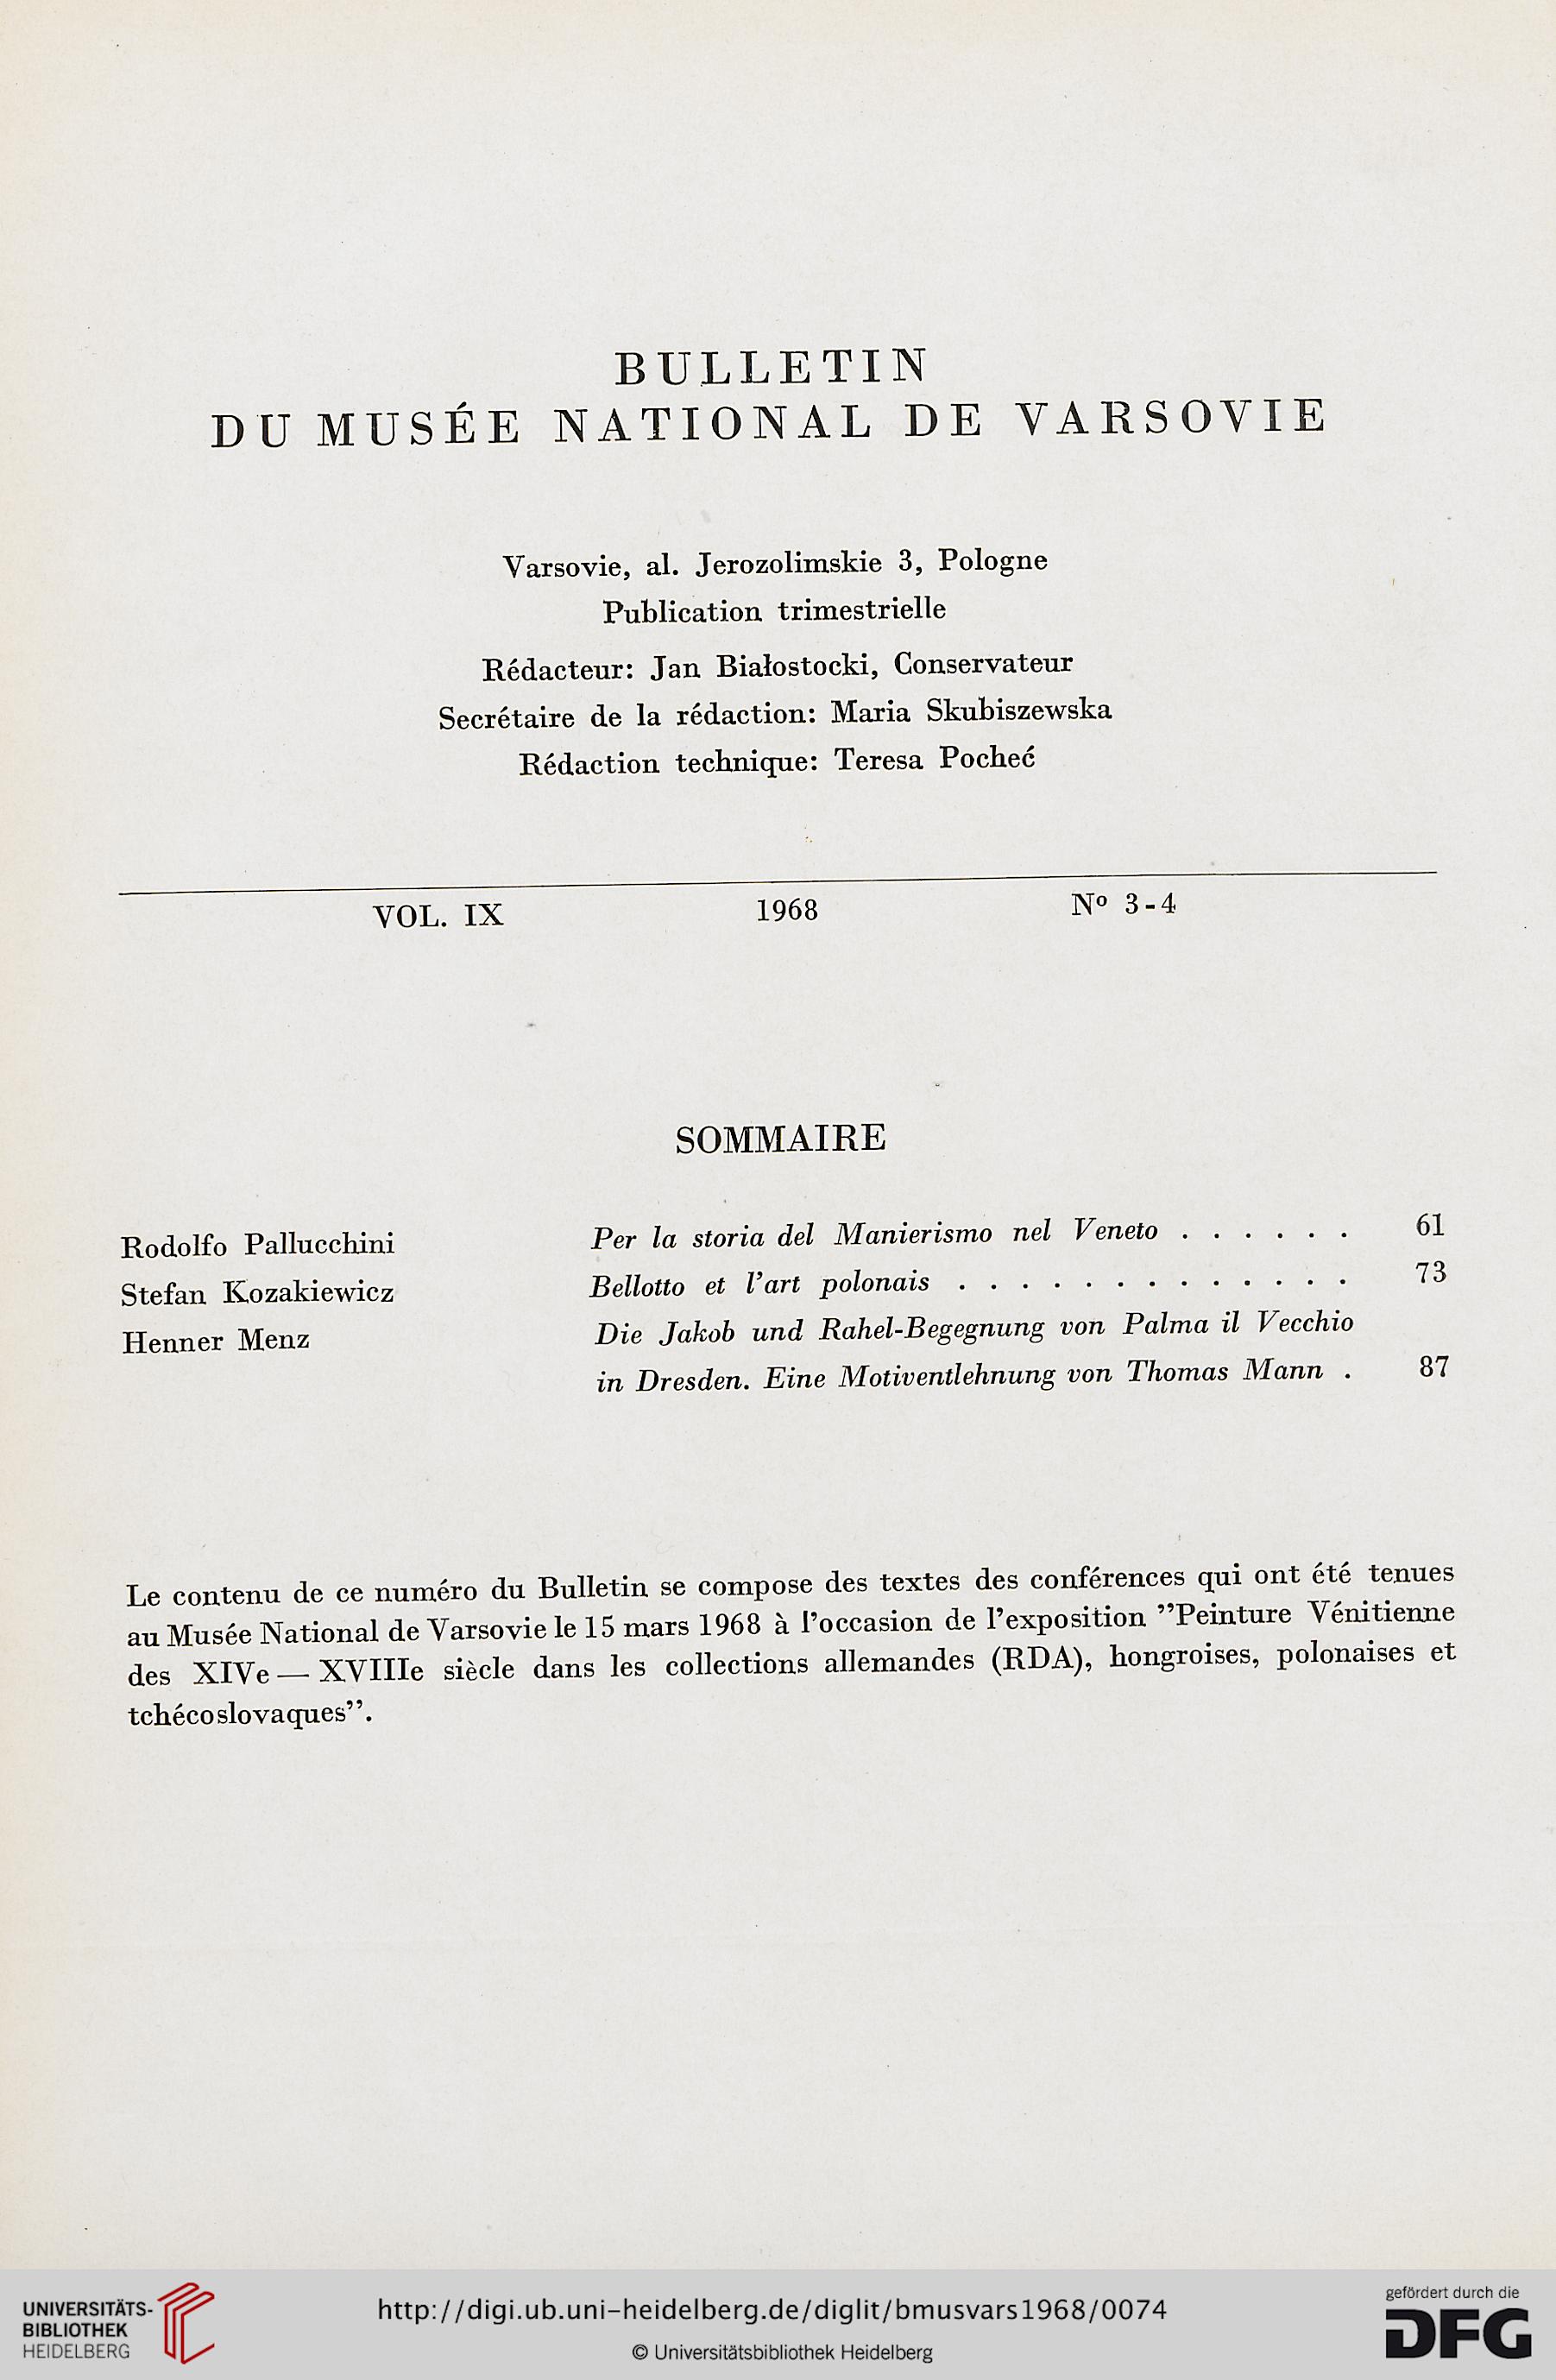 BULLETIN
DU MUSÉE NATIONAL DE VARSOVIE
Varsovie, al. Jerozolimskie 3, Pologne
Publication trimestrielle
Rédacteur: Jan Białostocki, Conservateur
Secrétaire de la rédaction: Maria Skubiszewska
Rédaction technique: Teresa Pocheć
VOL. IX 1968 Nº 3-4
SOMMAIRE
Rodolfo Pallucchini Per la storia del Manierismo nel Veneto . . . . . . 61
Stefan Kozakiewicz Bellotto et l'art polonais . . . . . . . . . . . . . 73
Henner Menz Die Jakob und Rahel-Begegnung von Palma il Vecchio
in Dresden. Eine Motiventlehnung von Thomas Mann . 87
Le contenu de ce numéro du Bulletin se compose des textes des conférences qui ont été tenues
au Musée National de Varsovie le 15 mars 1968 à l'occasion de l'exposition ”Peinture Vénitienne
des XIVe — XVIIIe siècle dans les collections allemandes (RDA), hongroises, polonaises et
tchécoslovaques”.
UNIVERSITÄTS-
BIBLIOTHEK
HEIDELBERG
http://digi.ub.uni-heidelberg.de/diglit/bmusvars1968/0074
© Universitätsbibliothek Heidelberg
gefördert durch die
DFG